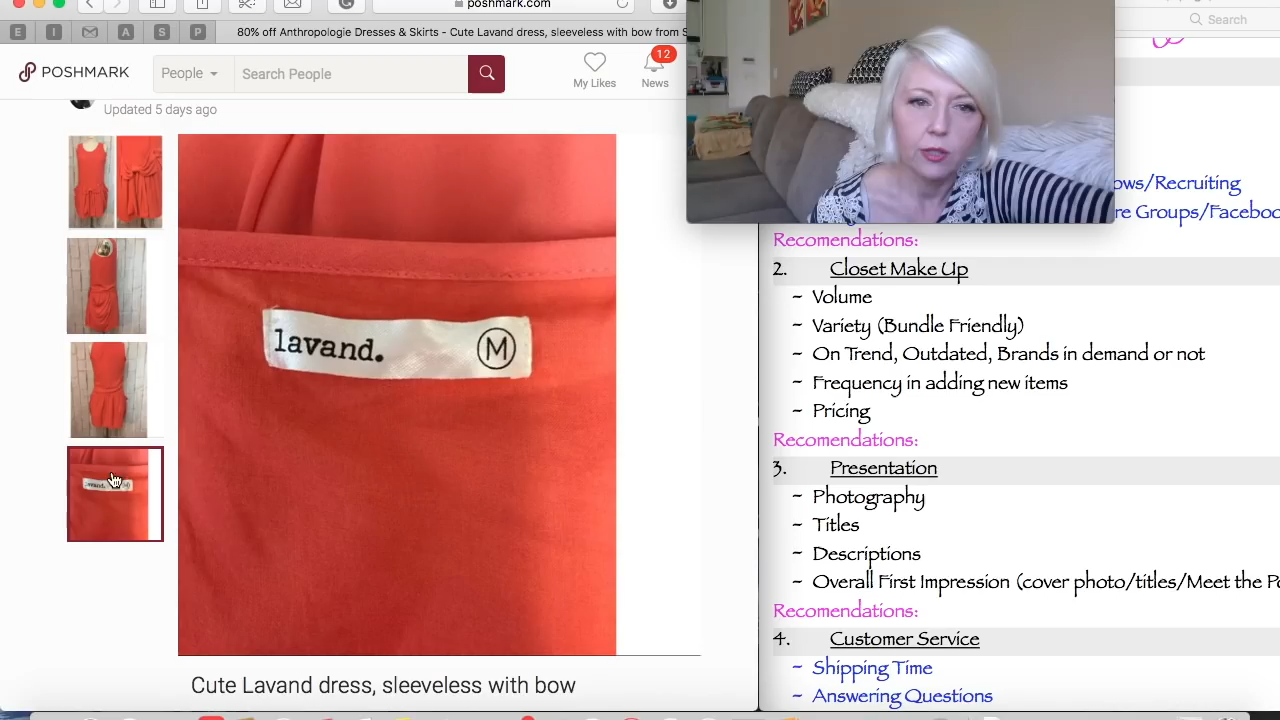 poshmark.com
E I A S P
80% off Anthropologie Dresses & Skirts - Cute Lavand dress, sleeveless with bow from S
POSHMARK
People
Search People
My Likes
12
News
Updated 5 days ago
lavand. M
lavand. M
Cute Lavand dress, sleeveless with bow
Search
ows/Recruiting
re Groups/Faceboo
Recomendations:
2. Closet Make Up
- Volume
- Variety (Bundle Friendly)
- On Trend, Outdated, Brands in demand or not
- Frequency in adding new items
- Pricing
Recomendations:
3. Presentation
- Photography
- Titles
- Descriptions
- Overall First Impression (cover photo/titles/Meet the Po
Recomendations:
4. Customer Service
- Shipping Time
- Answering Questions